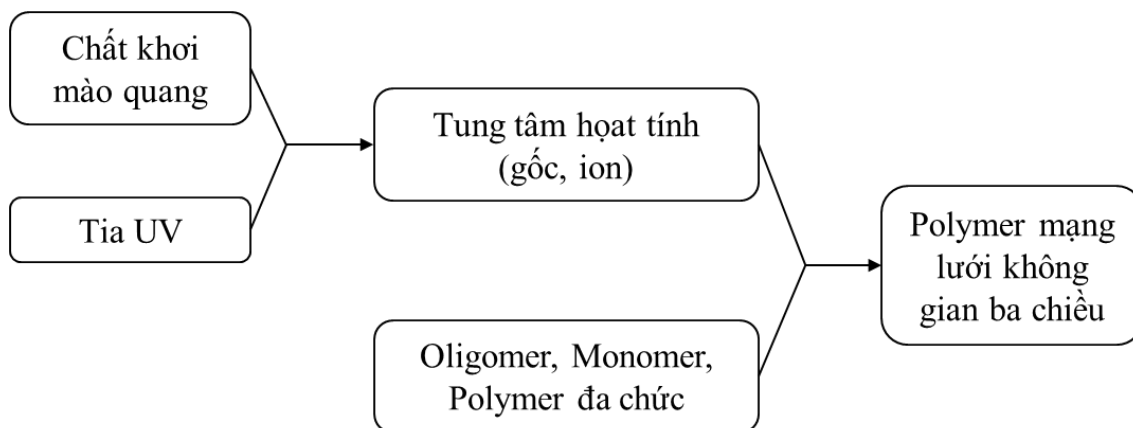 Chất khơi
mào quang
Tia UV
Tung tâm họat tính
(gốc, ion)
Oligomer, Monomer,
Polymer đa chức
Polymer mạng
lưới không
gian ba chiều